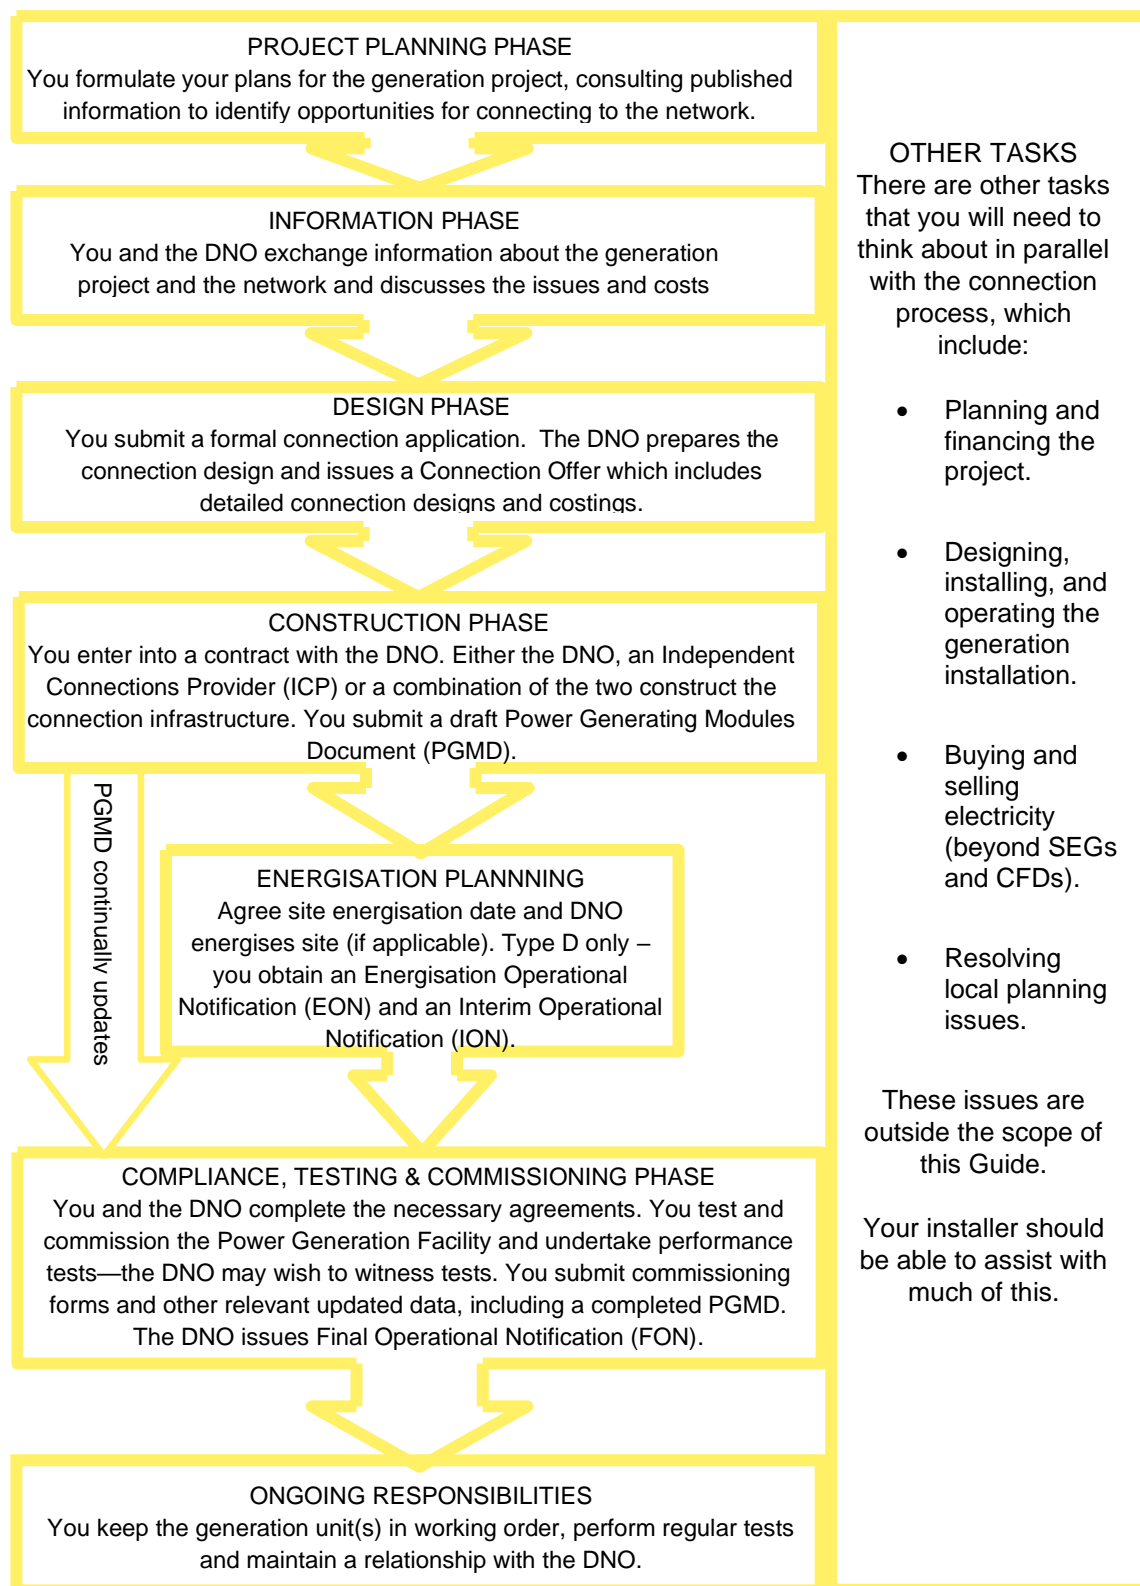 PROJECT PLANNING PHASE
You formulate your plans for the generation project, consulting published
information to identify opportunities for connecting to the network.
INFORMATION PHASE
You and the DNO exchange information about the generation
project and the network and discusses the issues and costs
DESIGN PHASE
You submit a formal connection application. The DNO prepares the
connection design and issues a Connection Offer which includes
detailed connection designs and costings.
CONSTRUCTION PHASE
You enter into a contract with the DNO. Either the DNO, an Independent
Connections Provider (ICP) or a combination of the two construct the
connection infrastructure. You submit a draft Power Generating Modules
Document (PGMD).
PGMD continually updates
ENERGISATION PLANNNING
Agree site energisation date and DNO
energises site (if applicable). Type D only –
you obtain an Energisation Operational
Notification (EON) and an Interim Operational
Notification (ION).
COMPLIANCE, TESTING & COMMISSIONING PHASE
You and the DNO complete the necessary agreements. You test and
commission the Power Generation Facility and undertake performance
tests—the DNO may wish to witness tests. You submit commissioning
forms and other relevant updated data, including a completed PGMD.
The DNO issues Final Operational Notification (FON).
ONGOING RESPONSIBILITIES
You keep the generation unit(s) in working order, perform regular tests
and maintain a relationship with the DNO.
OTHER TASKS
There are other tasks
that you will need to
think about in parallel
with the connection
process, which
include:
• Planning and
financing the
project.
• Designing,
installing, and
operating the
generation
installation.
• Buying and
selling
electricity
(beyond SEGs
and CFDs).
• Resolving
local planning
issues.
These issues are
outside the scope of
this Guide.
Your installer should
be able to assist with
much of this.